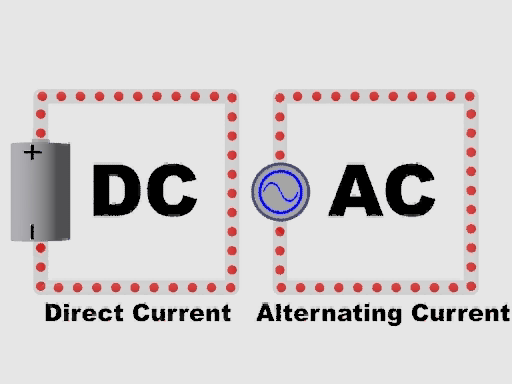 DC
AC
+
Direct Current
Alternating Current